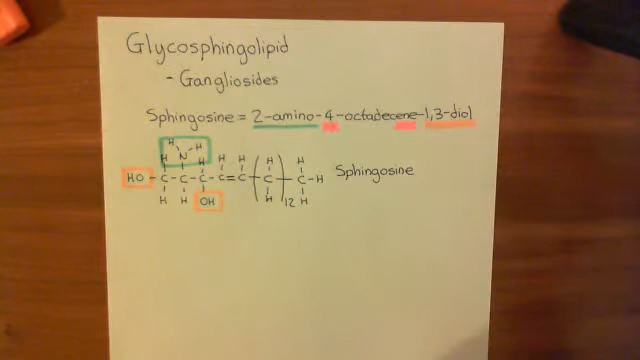 Glycosphingolipid
- Gangliosides
Sphingosine = 2-amino-4-octadecene-1,3-diol
H H
H N H H H H H
HO-C-C-C-C=C-(C)-C-H Sphingosine
H H OH H 12 H